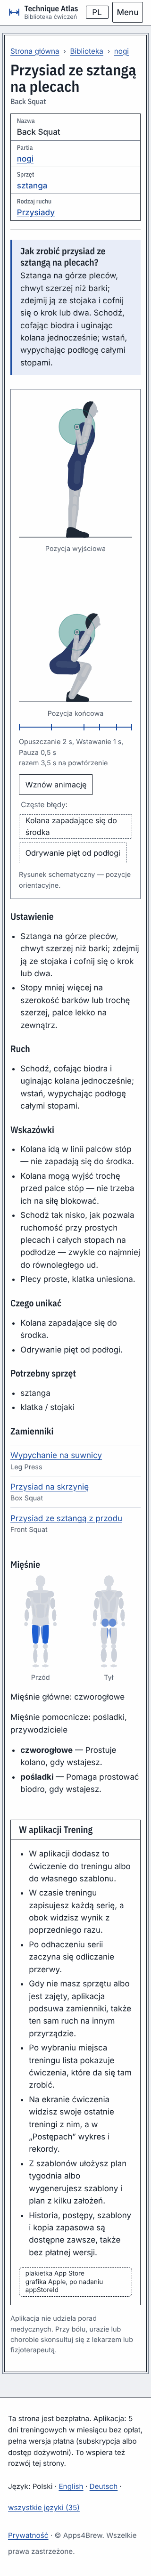 Technique Atlas
Biblioteka ćwiczeń
PL
Menu
Strona główna › Biblioteka › nogi
Przysiad ze sztangą
na plecach
Back Squat
Nazwa
Back Squat
Partia
nogi
Sprzęt
sztanga
Rodzaj ruchu
Przysiady
Jak zrobić przysiad ze
sztangą na plecach?
Sztanga na górze pleców,
chwyt szerzej niż barki;
zdejmij ją ze stojaka i cofnij
się o krok lub dwa. Schodź,
cofając biodra i uginając
kolana jednocześnie; wstań,
wypychając podłogę całymi
stopami.
Pozycja wyjściowa
Pozycja końcowa
Opuszczanie 2 s, Wstawanie 1 s,
Pauza 0,5 s
razem 3,5 s na powtórzenie
Wznów animację
Częste błędy:
Kolana zapadające się do
środka
Odrywanie pięt od podłogi
Rysunek schematyczny — pozycje
orientacyjne.
Ustawienie
Sztanga na górze pleców,
chwyt szerzej niż barki; zdejmij
ją ze stojaka i cofnij się o krok
lub dwa.
Stopy mniej więcej na
szerokość barków lub trochę
szerzej, palce lekko na
zewnątrz.
Ruch
Schodź, cofając biodra i
uginając kolana jednocześnie;
wstań, wypychając podłogę
całymi stopami.
Wskazówki
Kolana idą w linii palców stóp
— nie zapadają się do środka.
Kolana mogą wyjść trochę
przed palce stóp — nie trzeba
ich na siłę blokować.
Schodź tak nisko, jak pozwala
ruchomość przy prostych
plecach i całych stopach na
podłodze — zwykle co najmniej
do równoległego ud.
Plecy proste, klatka uniesiona.
Czego unikać
Kolana zapadające się do
środka.
Odrywanie pięt od podłogi.
Potrzebny sprzęt
sztanga
klatka / stojaki
Zamienniki
Wypychanie na suwnicy
Leg Press
Przysiad na skrzynię
Box Squat
Przysiad ze sztangą z przodu
Front Squat
Mięśnie
Przód
Tył
Mięśnie główne: czworogłowe
Mięśnie pomocnicze: pośladki,
przywodziciele
czworogłowe — Prostuje
kolano, gdy wstajesz.
pośladki — Pomaga prostować
biodro, gdy wstajesz.
W aplikacji Trening
W aplikacji dodasz to
ćwiczenie do treningu albo
do własnego szablonu.
W czasie treningu
zapisujesz każdą serię, a
obok widzisz wynik z
poprzedniego razu.
Po odhaczeniu serii
zaczyna się odliczanie
przerwy.
Gdy nie masz sprzętu albo
jest zajęty, aplikacja
podsuwa zamienniki, także
ten sam ruch na innym
przyrządzie.
Po wybraniu miejsca
treningu lista pokazuje
ćwiczenia, które da się tam
zrobić.
Na ekranie ćwiczenia
widzisz swoje ostatnie
treningi z nim, a w
„Postępach” wykres i
rekordy.
Z szablonów ułożysz plan
tygodnia albo
wygenerujesz szablony i
plan z kilku założeń.
Historia, postępy, szablony
i kopia zapasowa są
dostępne zawsze, także
bez płatnej wersji.
plakietka App Store
grafika Apple, po nadaniu
appStoreId
Aplikacja nie udziela porad
medycznych. Przy bólu, urazie lub
chorobie skonsultuj się z lekarzem lub
fizjoterapeutą.
Ta strona jest bezpłatna. Aplikacja: 5
dni treningowych w miesiącu bez opłat,
pełna wersja płatna (subskrypcja albo
dostęp dożywotni). To wspiera też
rozwój tej strony.
Język: Polski · English · Deutsch ·
wszystkie języki (35)
Prywatność · © Apps4Brew. Wszelkie
prawa zastrzeżone.